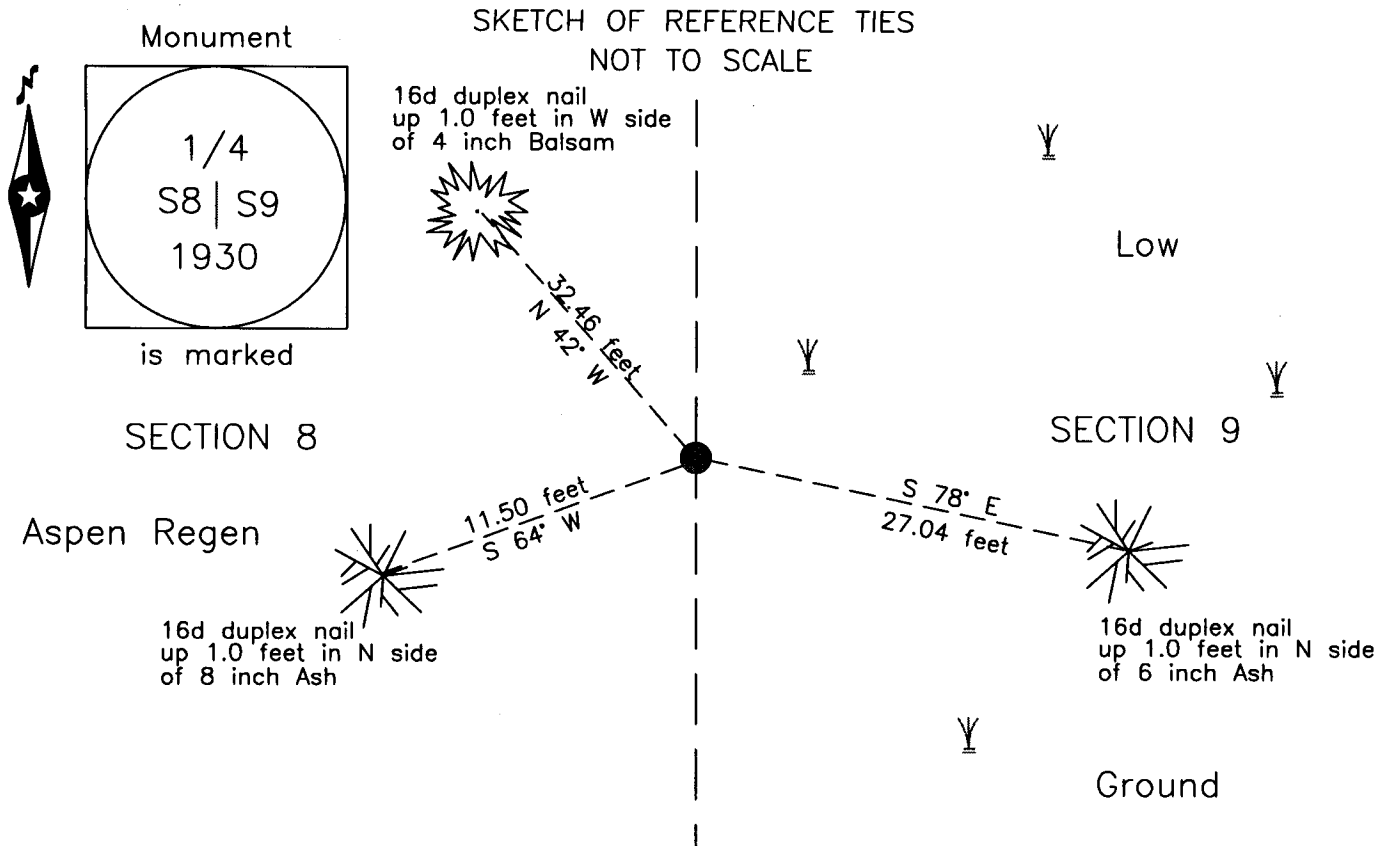 SKETCH OF REFERENCE TIES
NOT TO SCALE
Monument
N
1/4
S8 | S9
1930
is marked
16d duplex nail
up 1.0 feet in W side
of 4 inch Balsam
Low
32.46 feet
N 42° W
SECTION 8
SECTION 9
Aspen Regen
11.50 feet
S 64° W
S 78° E
27.04 feet
16d duplex nail
up 1.0 feet in N side
of 8 inch Ash
16d duplex nail
up 1.0 feet in N side
of 6 inch Ash
Ground